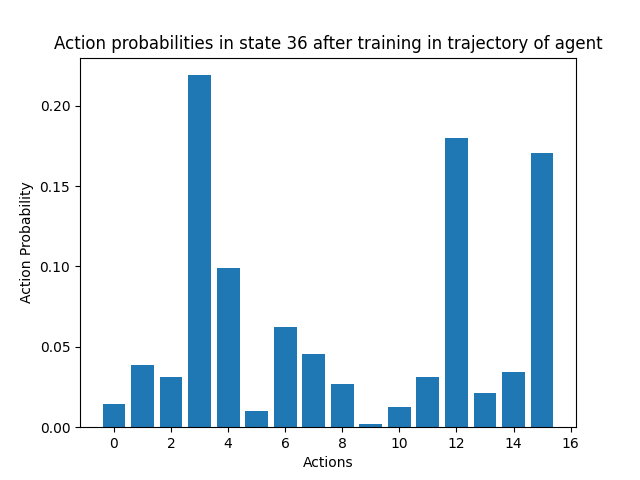 Action probabilities in state 36 after training in trajectory of agent
0.20
0.15
0.10
0.05
0.00
Action Probability
0 2 4 6 8 10 12 14 16
Actions